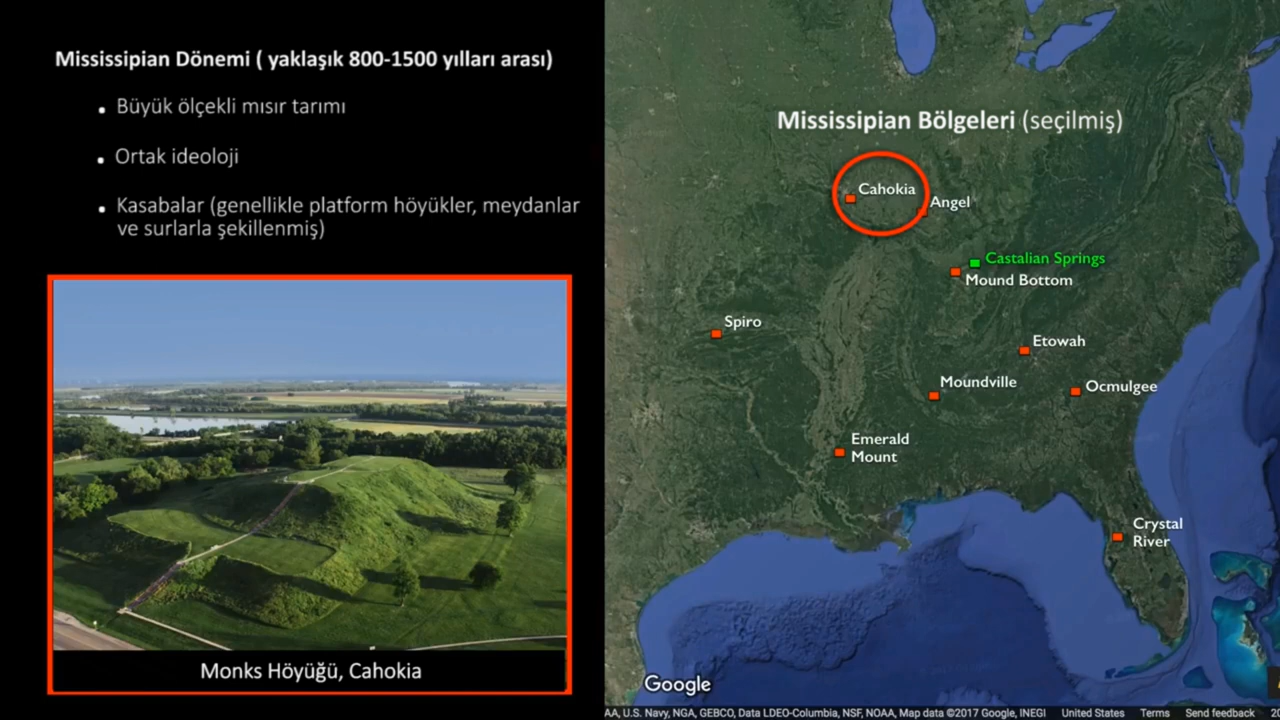 Mississipian Dönemi ( yaklaşık 800-1500 yılları arası)
Büyük ölçekli mısır tarımı
Ortak ideoloji
Kasabalar (genellikle platform höyükler, meydanlar
ve surlarla şekillenmiş)
Monks Höyüğü, Cahokia
Mississipian Bölgeleri (seçilmiş)
Cahokia
Angel
Castalian Springs
Mound Bottom
Spiro
Etowah
Moundville
Ocmulgee
Emerald
Mount
Crystal
River
Google
AA, U.S. Navy, NGA, GEBCO, Data LDEO-Columbia, NSF, NOAA, Map data ©2017 Google, INEGI United States Terms Send feedback 20